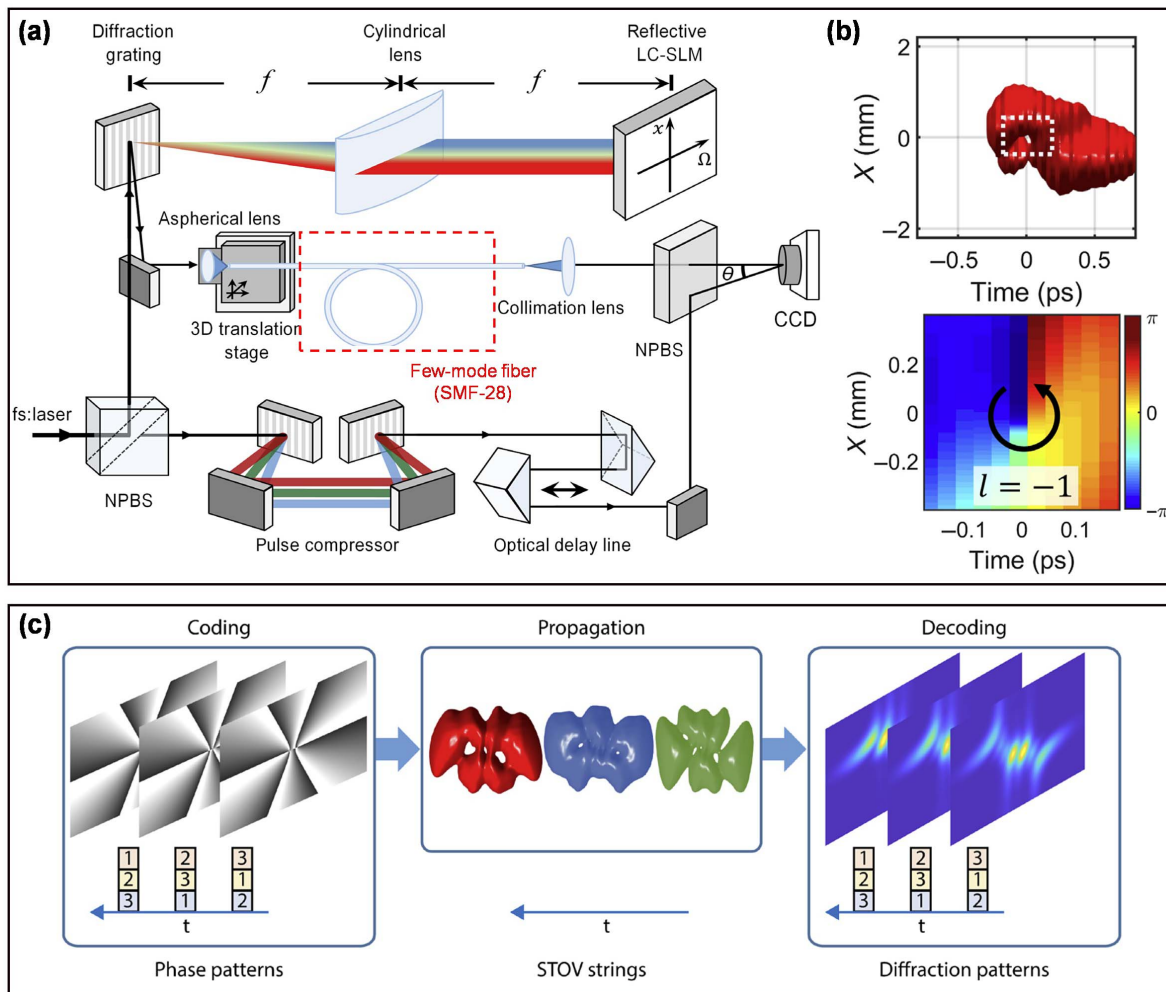 (a)
Diffraction
grating
Cylindrical
lens
Reflective
LC-SLM
f
f
x
Ω
Aspherical lens
3D translation
stage
Collimation lens
θ
CCD
NPBS
Few-mode fiber
(SMF-28)
fs:laser
NPBS
Pulse compressor
Optical delay line
(b)
2
0
-2
X (mm)
-0.5
0
0.5
Time (ps)
0.2
0
-0.2
X (mm)
l = -1
-0.1
0
0.1
Time (ps)
π
0
-π
(c)
Coding
Propagation
Decoding
1 2 3
2 3 1
3 1 2
t
t
1 2 3
2 3 1
3 1 2
t
Phase patterns
STOV strings
Diffraction patterns